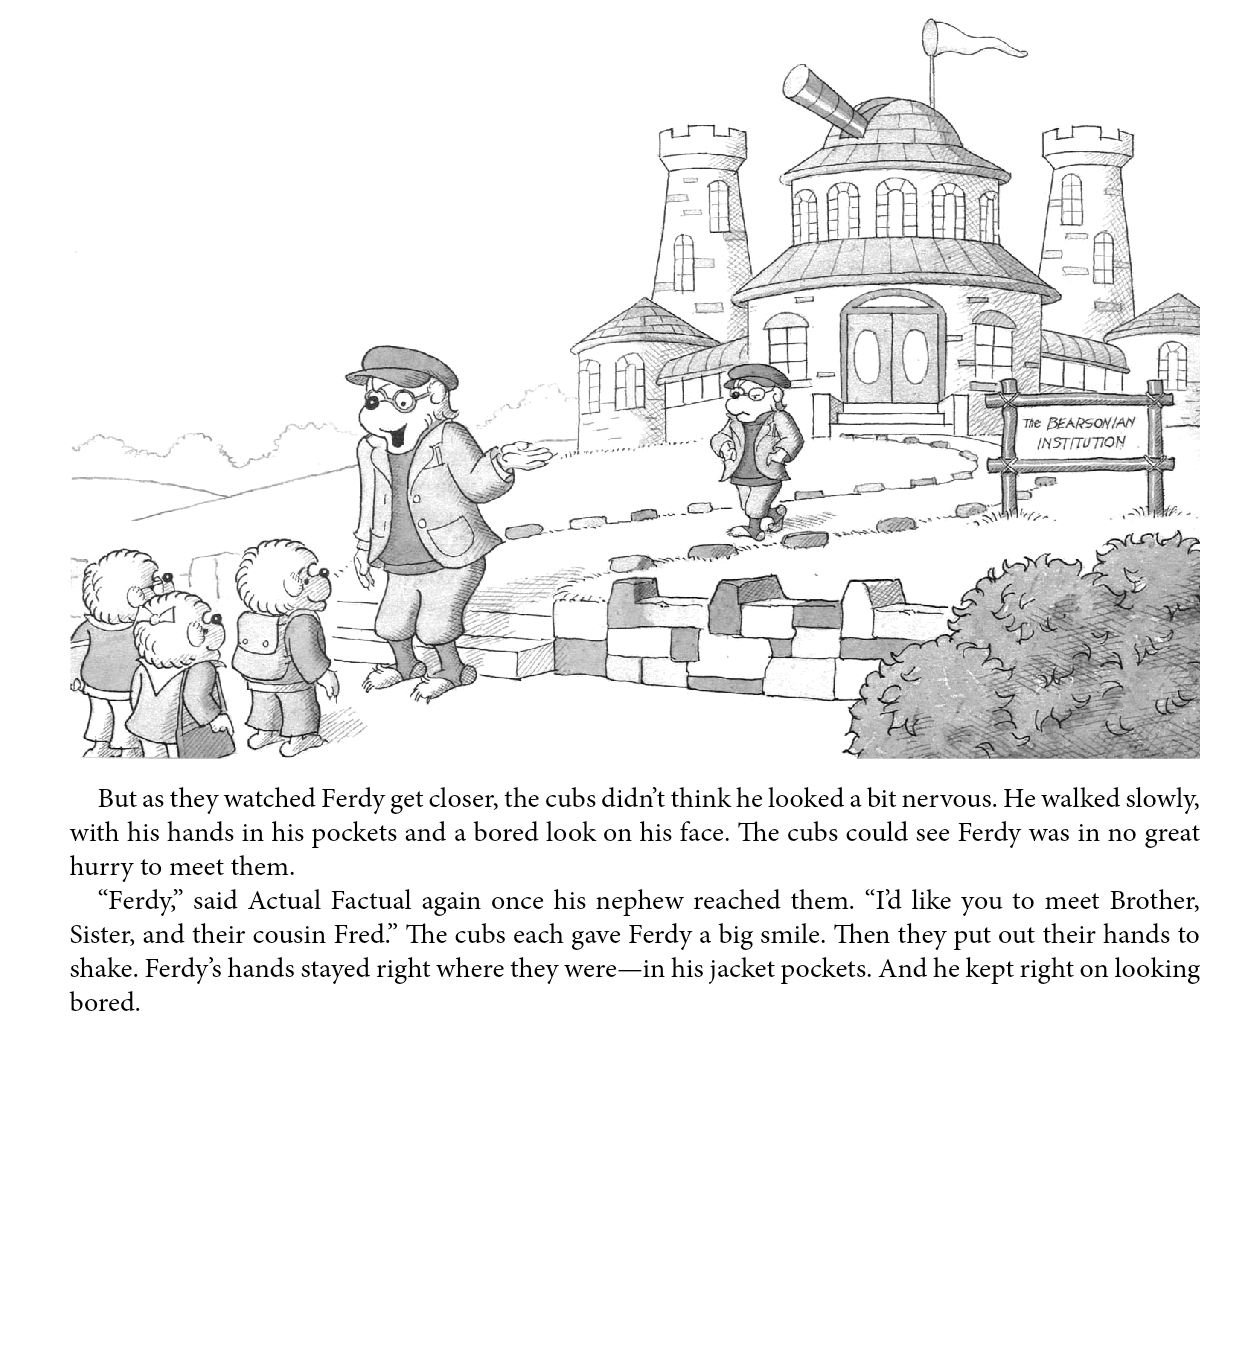 The BEARSONIAN
INSTITUTION
But as they watched Ferdy get closer, the cubs didn’t think he looked a bit nervous. He walked slowly,
with his hands in his pockets and a bored look on his face. The cubs could see Ferdy was in no great
hurry to meet them.
“Ferdy,” said Actual Factual again once his nephew reached them. “I’d like you to meet Brother,
Sister, and their cousin Fred.” The cubs each gave Ferdy a big smile. Then they put out their hands to
shake. Ferdy’s hands stayed right where they were—in his jacket pockets. And he kept right on looking
bored.